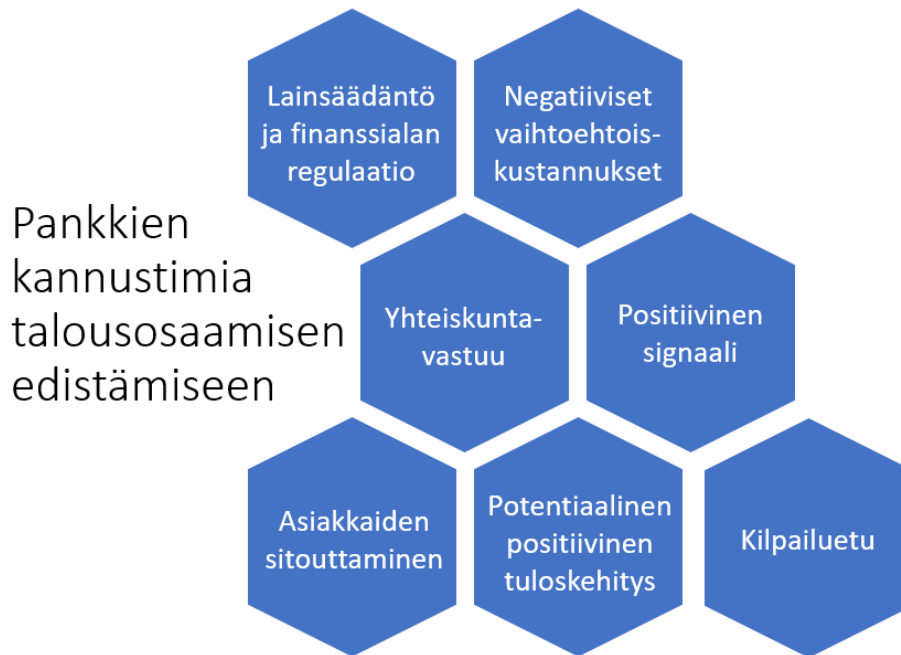 Pankkien
kannustimia
talousosaamisen
edistämiseen
Lainsäädäntö
ja finanssialan
regulaatio
Negatiiviset
vaihtoehtois-
kustannukset
Yhteiskunta-
vastuu
Positiivinen
signaali
Asiakkaiden
sitouttaminen
Potentiaalinen
positiivinen
tuloskehitys
Kilpailuetu